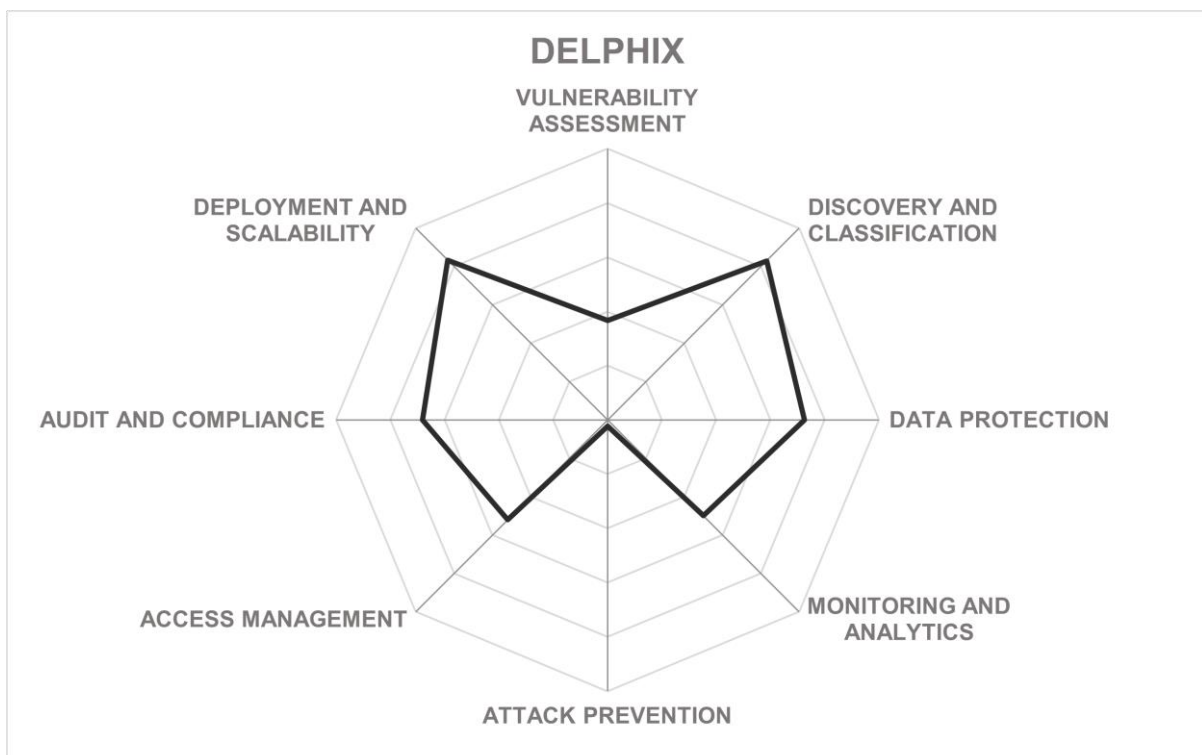 DELPHIX
VULNERABILITY
ASSESSMENT
DEPLOYMENT AND
SCALABILITY
DISCOVERY AND
CLASSIFICATION
AUDIT AND COMPLIANCE
DATA PROTECTION
ACCESS MANAGEMENT
MONITORING AND
ANALYTICS
ATTACK PREVENTION